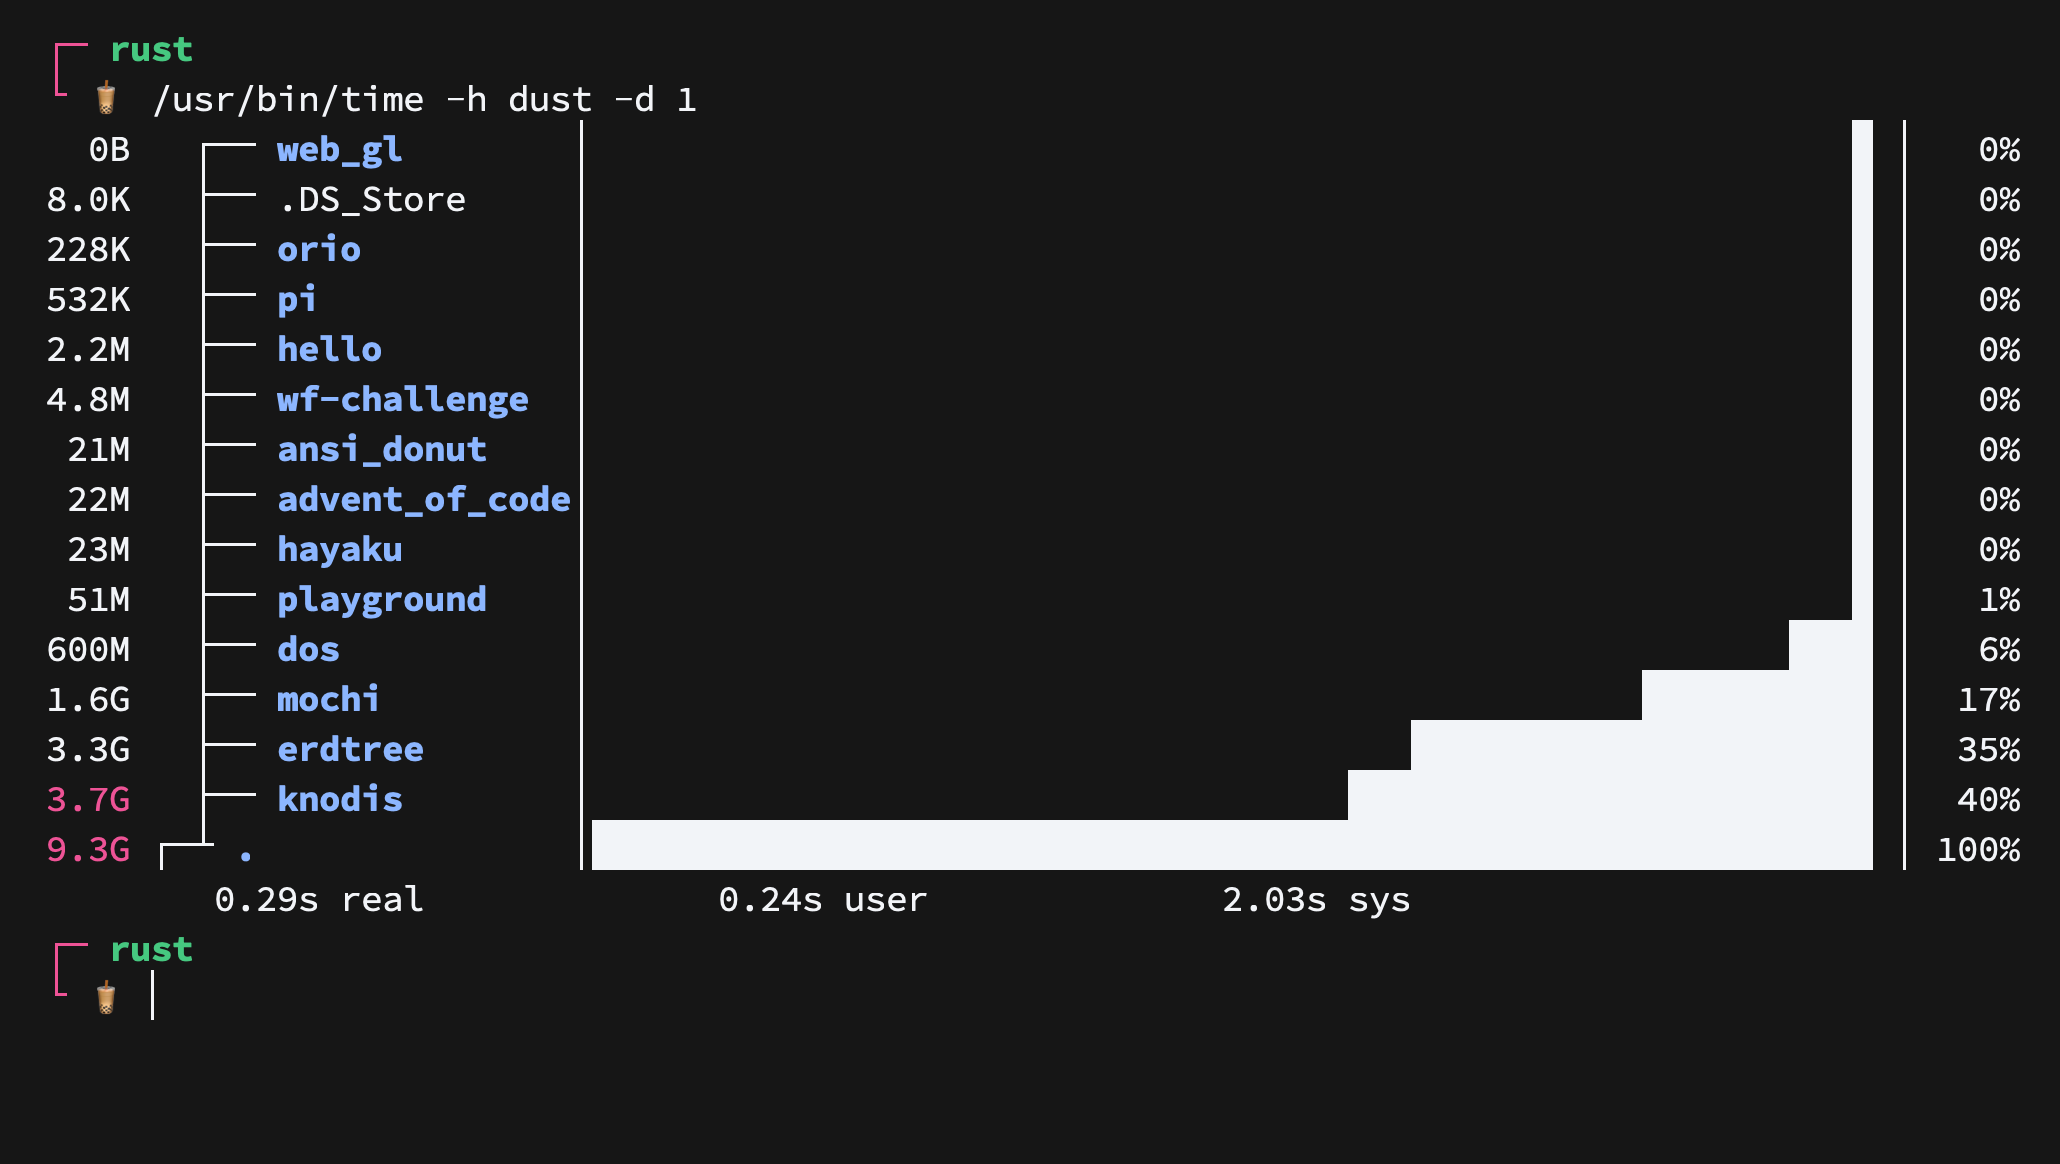 rust
/usr/bin/time -h dust -d 1
0B web_gl 0%
8.0K .DS_Store 0%
228K orio 0%
532K pi 0%
2.2M hello 0%
4.8M wf-challenge 0%
21M ansi_donut 0%
22M advent_of_code 0%
23M hayaku 0%
51M playground 1%
600M dos 6%
1.6G mochi 17%
3.3G erdtree 35%
3.7G knodis 40%
9.3G . 100%
0.29s real 0.24s user 2.03s sys
rust